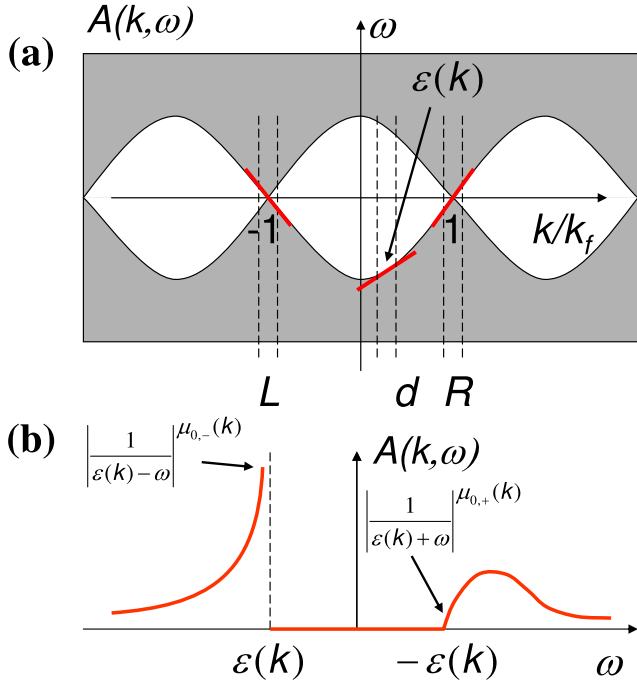 A(k,ω)
(a)
ω
ε(k)
-1
1
k/k_f
L
d
R
(b)
|1/(ε(k)−ω)|^μ_{0,−}(k)
A(k,ω)
|1/(ε(k)+ω)|^μ_{0,+}(k)
ε(k)
−ε(k)
ω